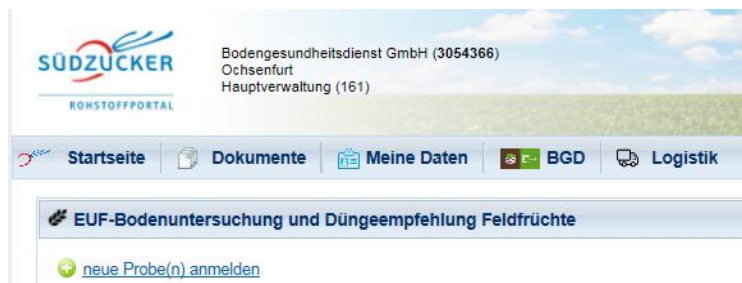 SÜDZUCKER
ROHSTOFFPORTAL
Bodengesundheitsdienst GmbH (3054366)
Ochsenfurt
Hauptverwaltung (161)
Startseite Dokumente Meine Daten BGD Logistik
EUF-Bodenuntersuchung und Düngeempfehlung Feldfrüchte
neue Probe(n) anmelden